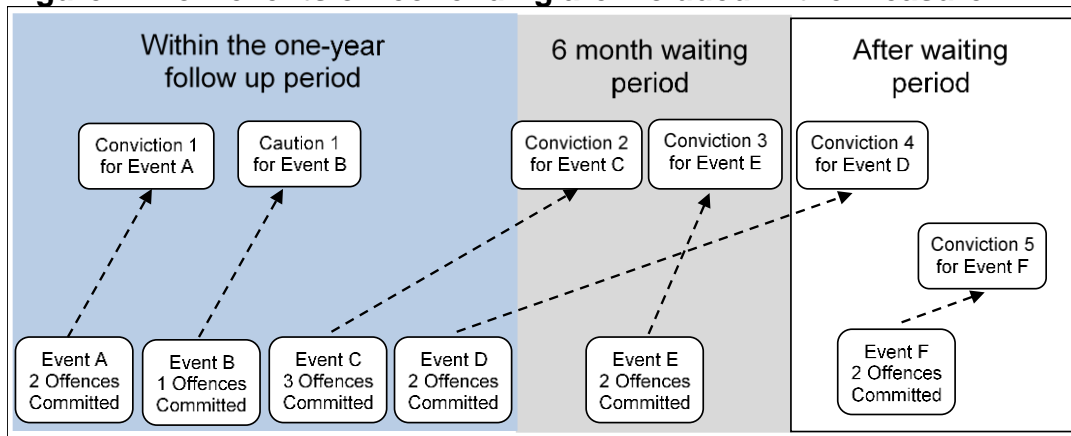 Within the one-year
follow up period
6 month waiting
period
After waiting
period
Conviction 1
for Event A
Caution 1
for Event B
Conviction 2
for Event C
Conviction 3
for Event E
Conviction 4
for Event D
Conviction 5
for Event F
Event A
2 Offences
Committed
Event B
1 Offences
Committed
Event C
3 Offences
Committed
Event D
2 Offences
Committed
Event E
2 Offences
Committed
Event F
2 Offences
Committed